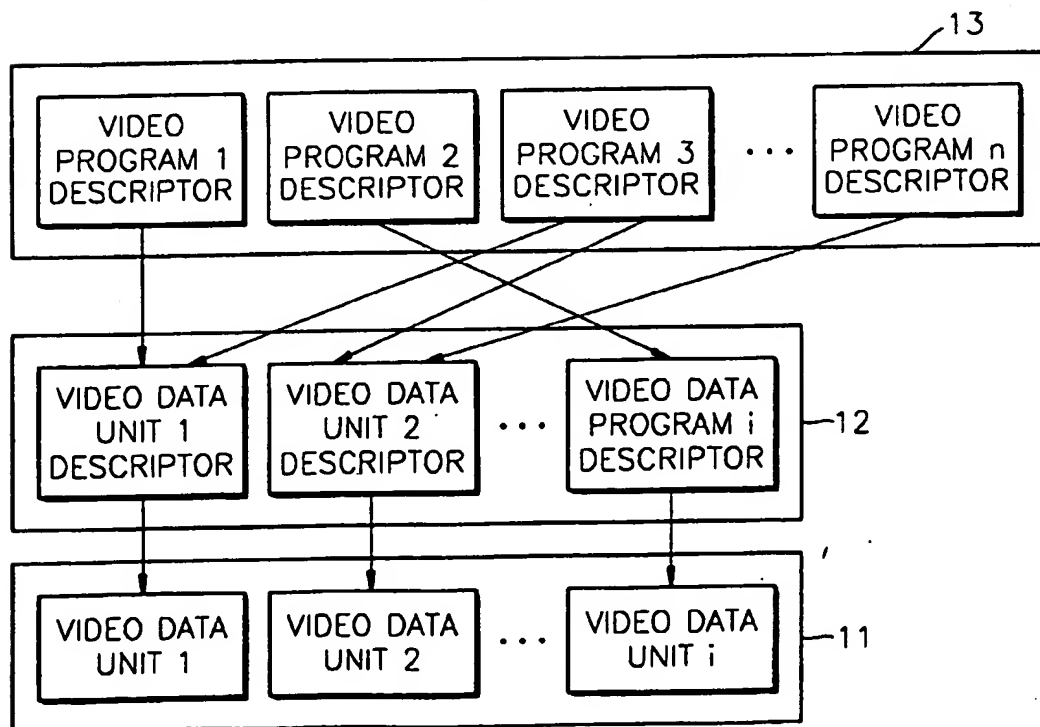 13
VIDEO
PROGRAM 1
DESCRIPTOR
VIDEO
PROGRAM 2
DESCRIPTOR
VIDEO
PROGRAM 3
DESCRIPTOR
...
VIDEO
PROGRAM n
DESCRIPTOR
VIDEO DATA
UNIT 1
DESCRIPTOR
VIDEO DATA
UNIT 2
DESCRIPTOR
...
VIDEO DATA
PROGRAM i
DESCRIPTOR
12
VIDEO DATA
UNIT 1
VIDEO DATA
UNIT 2
...
VIDEO DATA
UNIT i
11